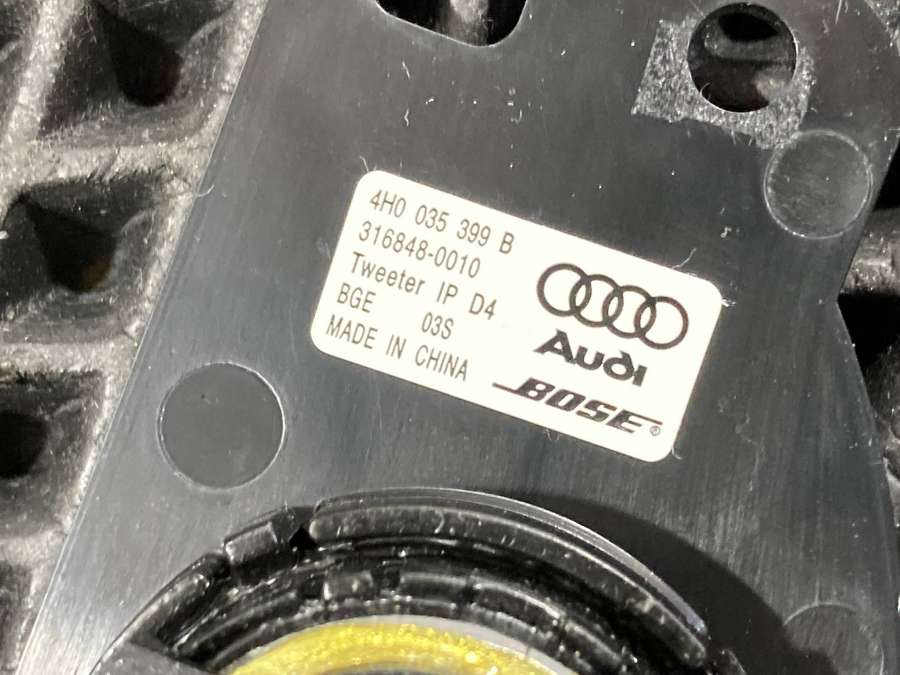 4H0 035 399 B
316848-0010
Tweeter IP D4
BGE 03S
MADE IN CHINA
Audi
BOSE®